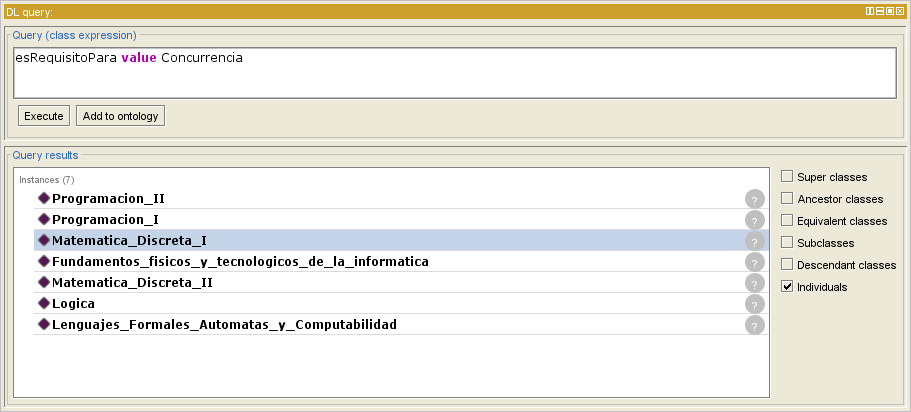 DL query:
Query (class expression)
esRequisitoPara value Concurrencia
Execute
Add to ontology
Query results
Instances (7)
Programacion_II
?
Programacion_I
?
Matematica_Discreta_I
?
Fundamentos_fisicos_y_tecnologicos_de_la_informatica
?
Matematica_Discreta_II
?
Logica
?
Lenguajes_Formales_Automatas_y_Computabilidad
?
Super classes
Ancestor classes
Equivalent classes
Subclasses
Descendant classes
Individuals